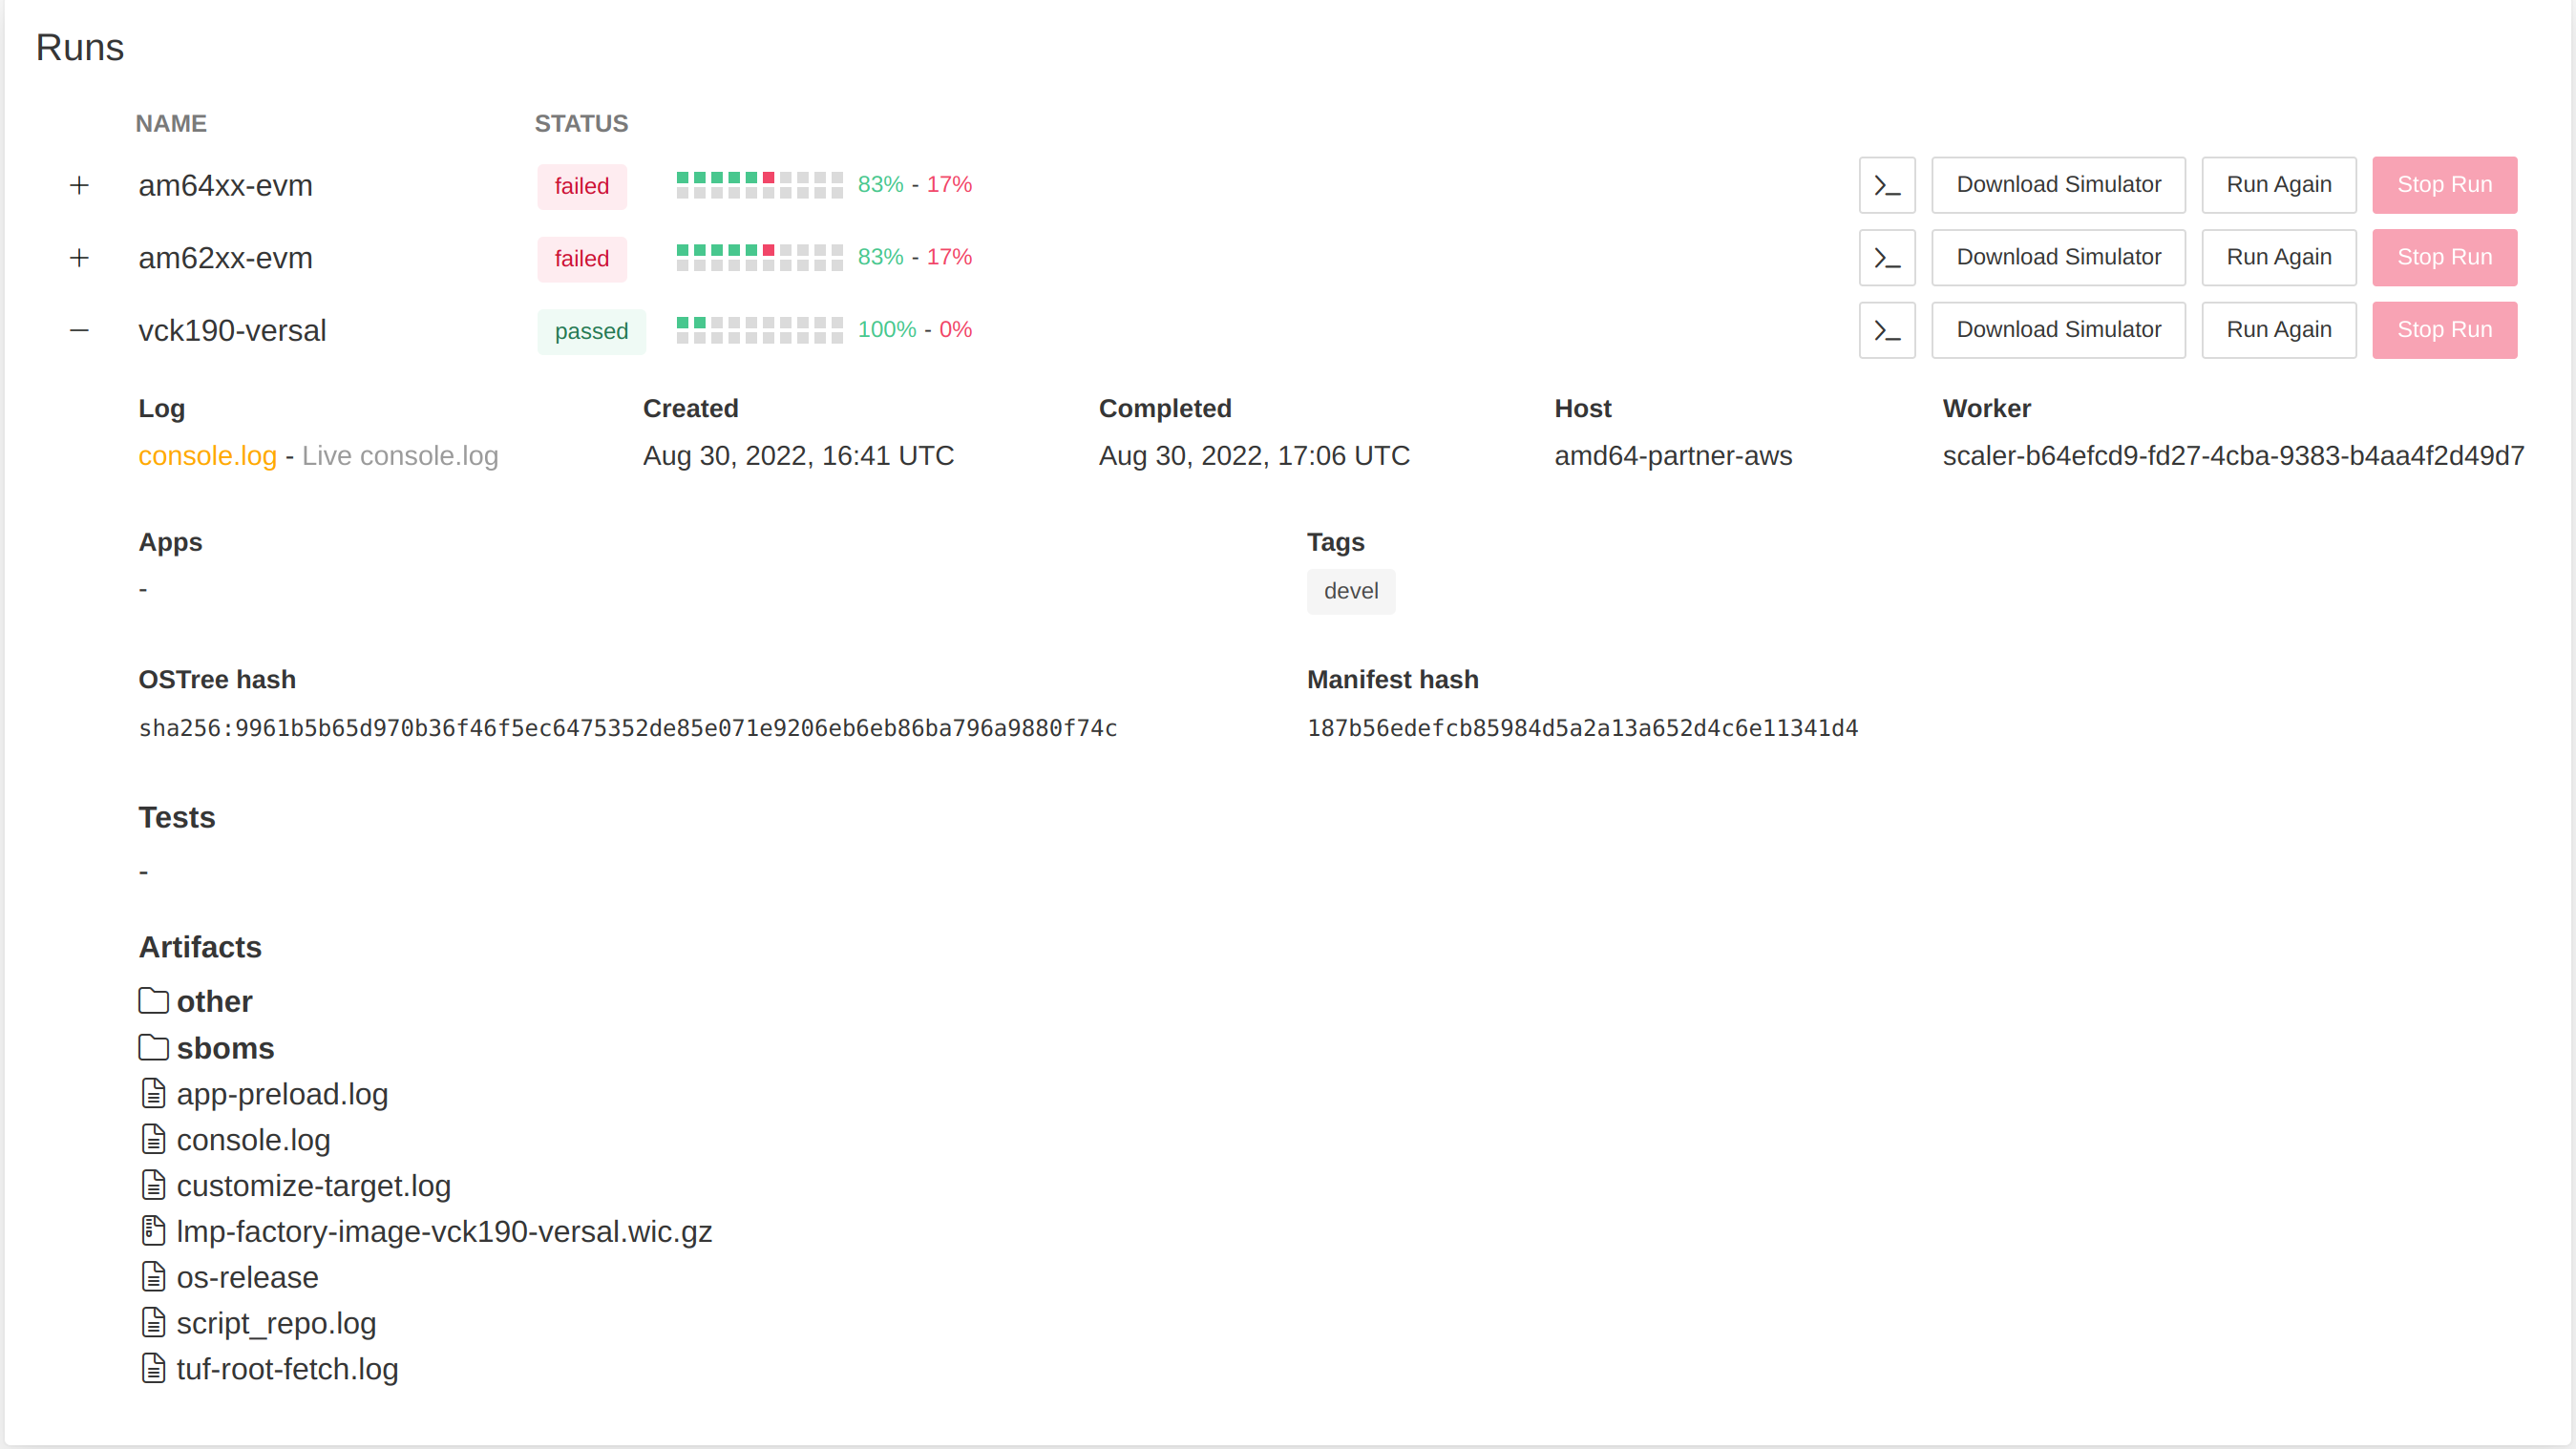 Runs
NAME STATUS
am64xx-evm failed 83% - 17% Download Simulator Run Again Stop Run
am62xx-evm failed 83% - 17% Download Simulator Run Again Stop Run
vck190-versal passed 100% - 0% Download Simulator Run Again Stop Run
Log Created Completed Host Worker
console.log - Live console.log Aug 30, 2022, 16:41 UTC Aug 30, 2022, 17:06 UTC amd64-partner-aws scaler-b64efcd9-fd27-4cba-9383-b4aa4f2d49d7
Apps Tags
- devel
OSTree hash Manifest hash
sha256:9961b5b65d970b36f46f5ec6475352de85e071e9206eb6eb86ba796a9880f74c 187b56edefcb85984d5a2a13a652d4c6e11341d4
Tests
-
Artifacts
other
sboms
app-preload.log
console.log
customize-target.log
lmp-factory-image-vck190-versal.wic.gz
os-release
script_repo.log
tuf-root-fetch.log